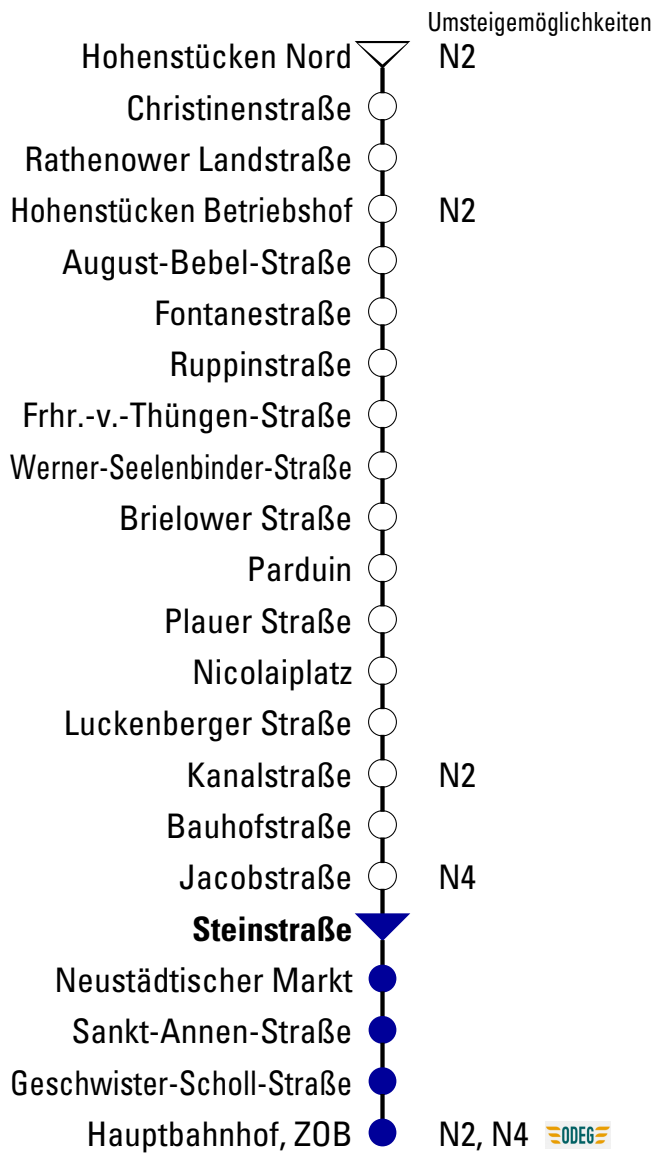 Umsteigemöglichkeiten
Hohenstücken Nord N2
Christinenstraße
Rathenower Landstraße
Hohenstücken Betriebshof N2
August-Bebel-Straße
Fontanestraße
Ruppinstraße
Frhr.-v.-Thüngen-Straße
Werner-Seelenbinder-Straße
Brielower Straße
Parduin
Plauer Straße
Nicolaiplatz
Luckenberger Straße
Kanalstraße N2
Bauhofstraße
Jacobstraße N4
Steinstraße
Neustädtischer Markt
Sankt-Annen-Straße
Geschwister-Scholl-Straße
Hauptbahnhof, ZOB N2, N4 ODEG